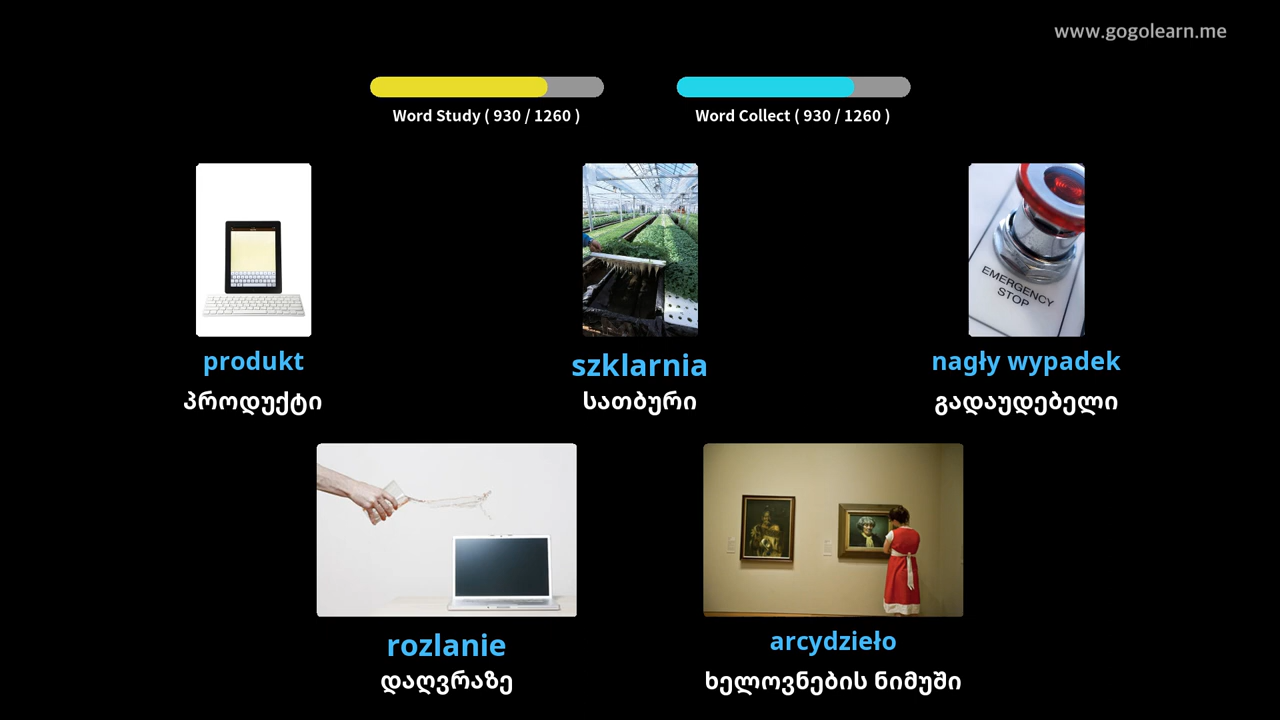 www.gogolearn.me
Word Study ( 930 / 1260 )
Word Collect ( 930 / 1260 )
EMERGENCY
STOP
produkt
პროდუქტი
szklarnia
სათბური
nagły wypadek
გადაუდებელი
rozlanie
დაღვრაზე
arcydzieło
ხელოვნების ნიმუში